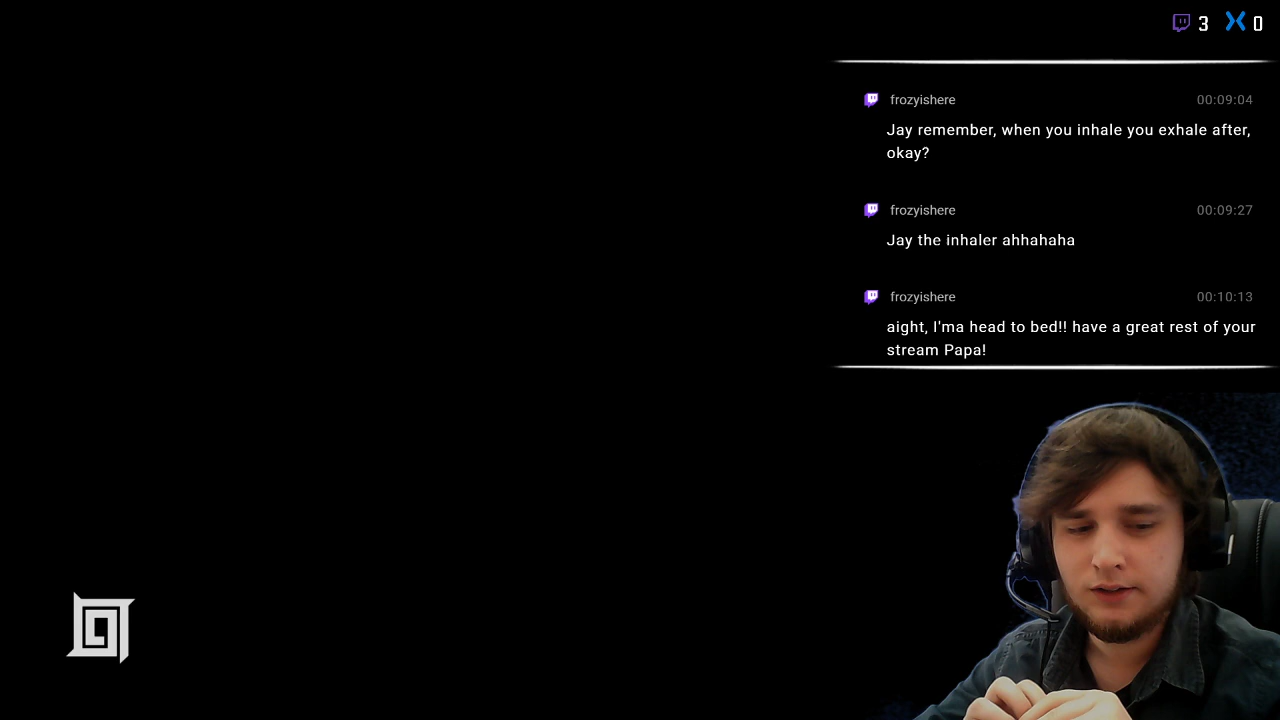 3 0
frozyishere 00:09:04
Jay remember, when you inhale you exhale after,
okay?
frozyishere 00:09:27
Jay the inhaler ahhahaha
frozyishere 00:10:13
aight, I'ma head to bed!! have a great rest of your
stream Papa!